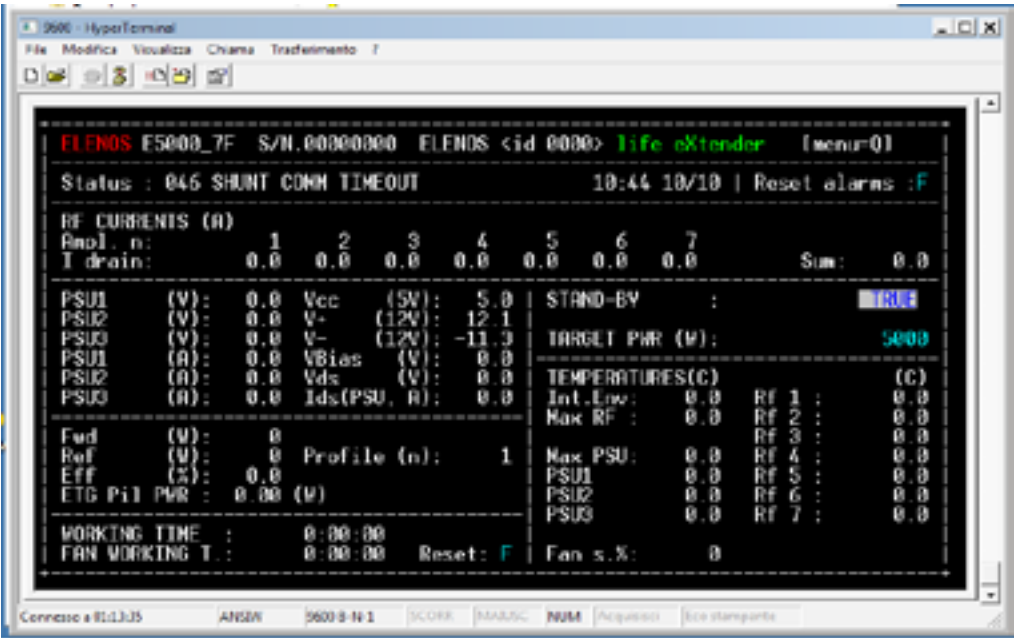 9600 - HyperTerminal
File Modifica Visualizza Chiama Trasferimento ?
ELENOS E5000_7F S/N.00000000 ELENOS <id 0000> life eXtender [menu=Q]
Status : 046 SHUNT COMM TIMEOUT 10:44 10/10 | Reset alarms :F
RF CURRENTS (A)
Ampl. n: 1 2 3 4 5 6 7
I drain: 0.0 0.0 0.0 0.0 0.0 0.0 0.0 Sum: 0.0
PSU1 (V): 0.0 Vcc (5V): 5.0 | STAND-BY : TRUE
PSU2 (V): 0.0 V+ (12V): 12.1
PSU3 (V): 0.0 V- (12V): -11.3 | TARGET PWR (W): 5000
PSU1 (A): 0.0 VBias (V): 0.0
PSU2 (A): 0.0 Vds (V): 0.0 | TEMPERATURES(C) (C)
PSU3 (A): 0.0 Ids(PSU, A): 0.0 | Int.Env: 0.0 Rf 1 : 0.0
Max RF : 0.0 Rf 2 : 0.0
Fwd (W): 0 Rf 3 : 0.0
Ref (W): 0 Profile (n): 1 | Max PSU: 0.0 Rf 4 : 0.0
Eff (%): 0.0 | PSU1 0.0 Rf 5 : 0.0
ETG Pil PWR : 0.00 (W) | PSU2 0.0 Rf 6 : 0.0
PSU3 0.0 Rf 7 : 0.0
WORKING TIME : 0:00:00
FAN WORKING T.: 0:00:00 Reset: F | Fan s.%: 0
Connesso a 01:13:35 ANSIW 9600 8-N-1 SCORR MAIUSC NUM Acquisisci Eco stampante